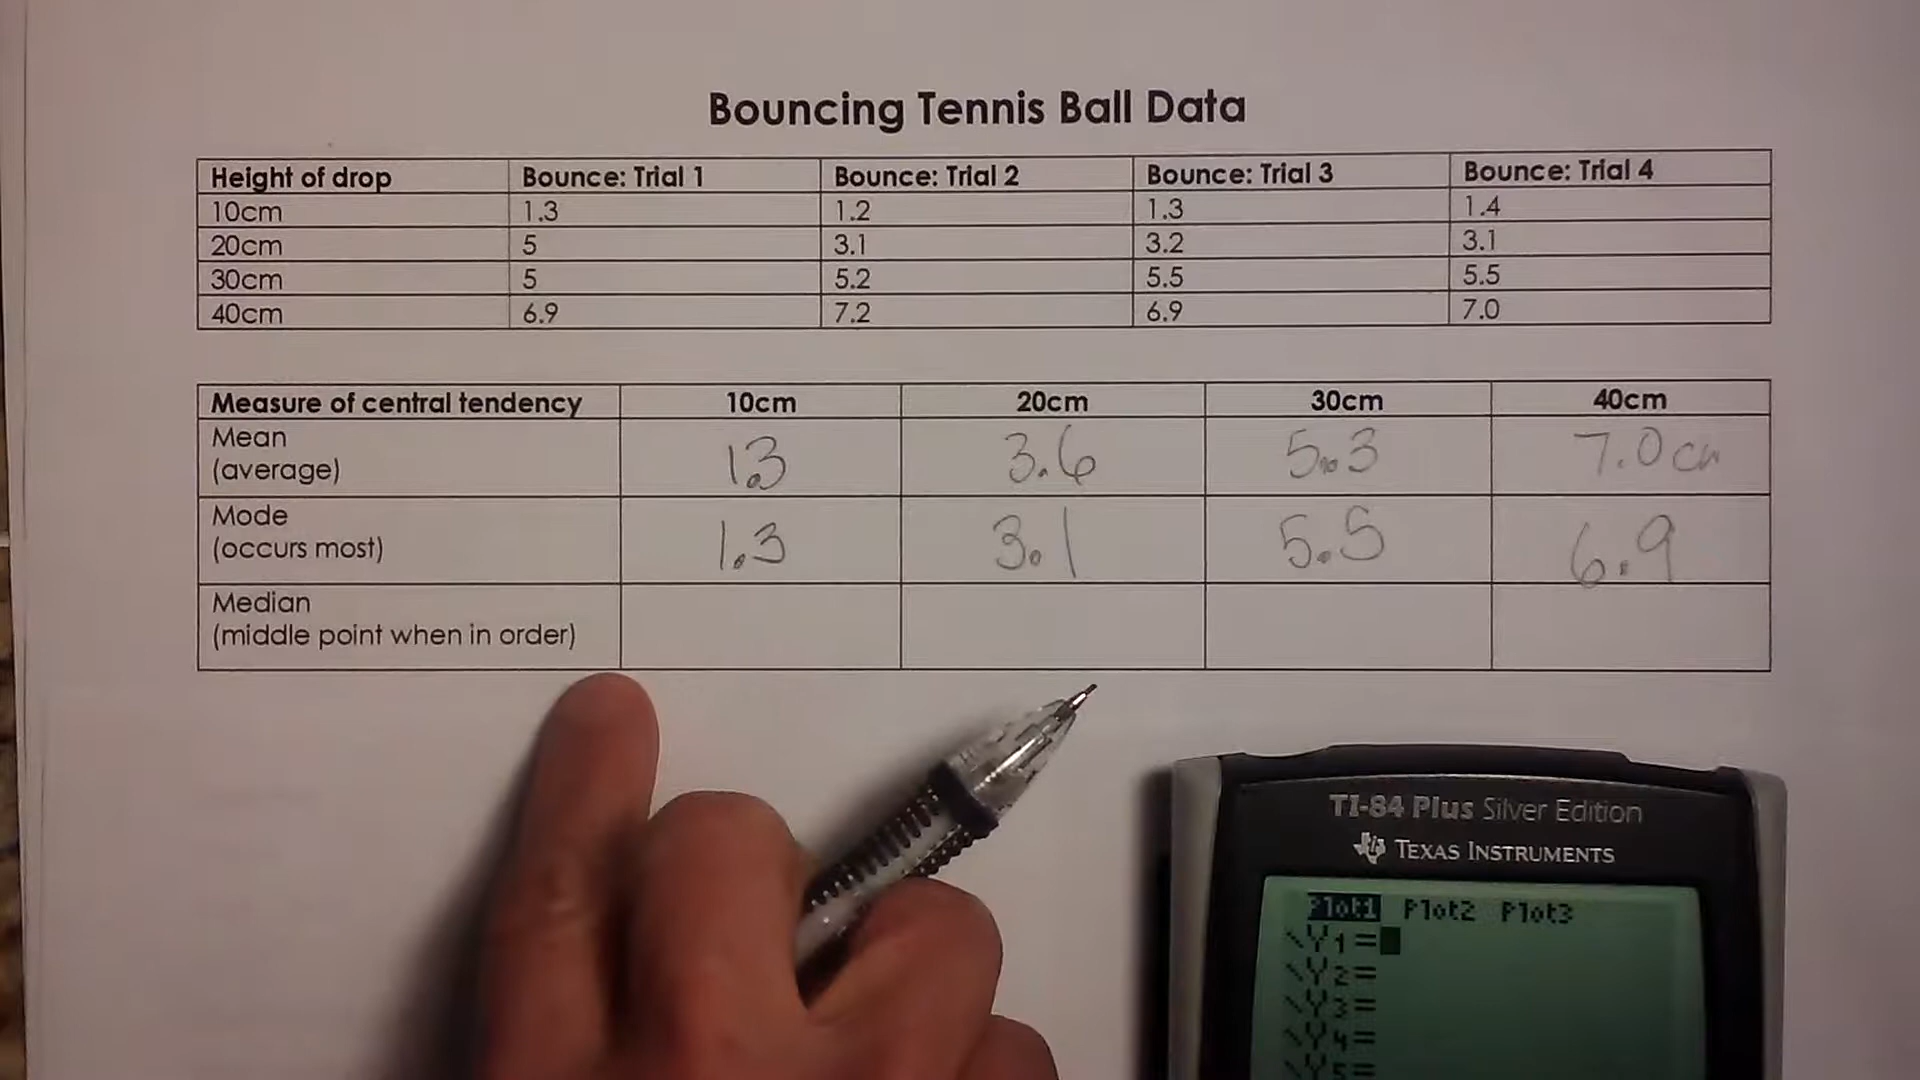 Bouncing Tennis Ball Data
Height of drop Bounce: Trial 1 Bounce: Trial 2 Bounce: Trial 3 Bounce: Trial 4
10cm 1.3 1.2 1.3 1.4
20cm 5 3.1 3.2 3.1
30cm 5 5.2 5.5 5.5
40cm 6.9 7.2 6.9 7.0
Measure of central tendency 10cm 20cm 30cm 40cm
Mean
(average) 1.3 3.6 5.3 7.0cm
Mode
(occurs most) 1.3 3.1 5.5 6.9
Median
(middle point when in order)
TI-84 Plus Silver Edition
TEXAS INSTRUMENTS
Plot1 Plot2 Plot3
\Y1=
\Y2=
\Y3=
\Y4=
\Y5=